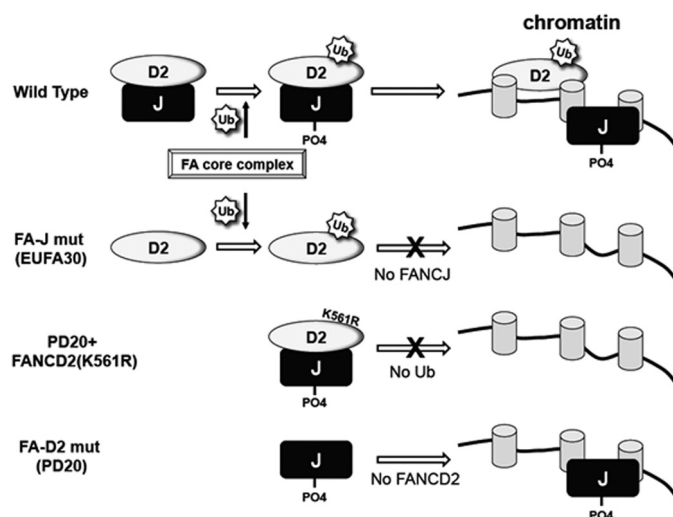 chromatin
Wild Type
D2
J
Ub
Ub
D2
J
PO4
Ub
D2
J
PO4
FA core complex
Ub
FA-J mut
(EUFA30)
D2
Ub
D2
X
No FANCJ
PD20+
FANCD2(K561R)
K561R
D2
J
PO4
X
No Ub
FA-D2 mut
(PD20)
J
PO4
No FANCD2
J
PO4